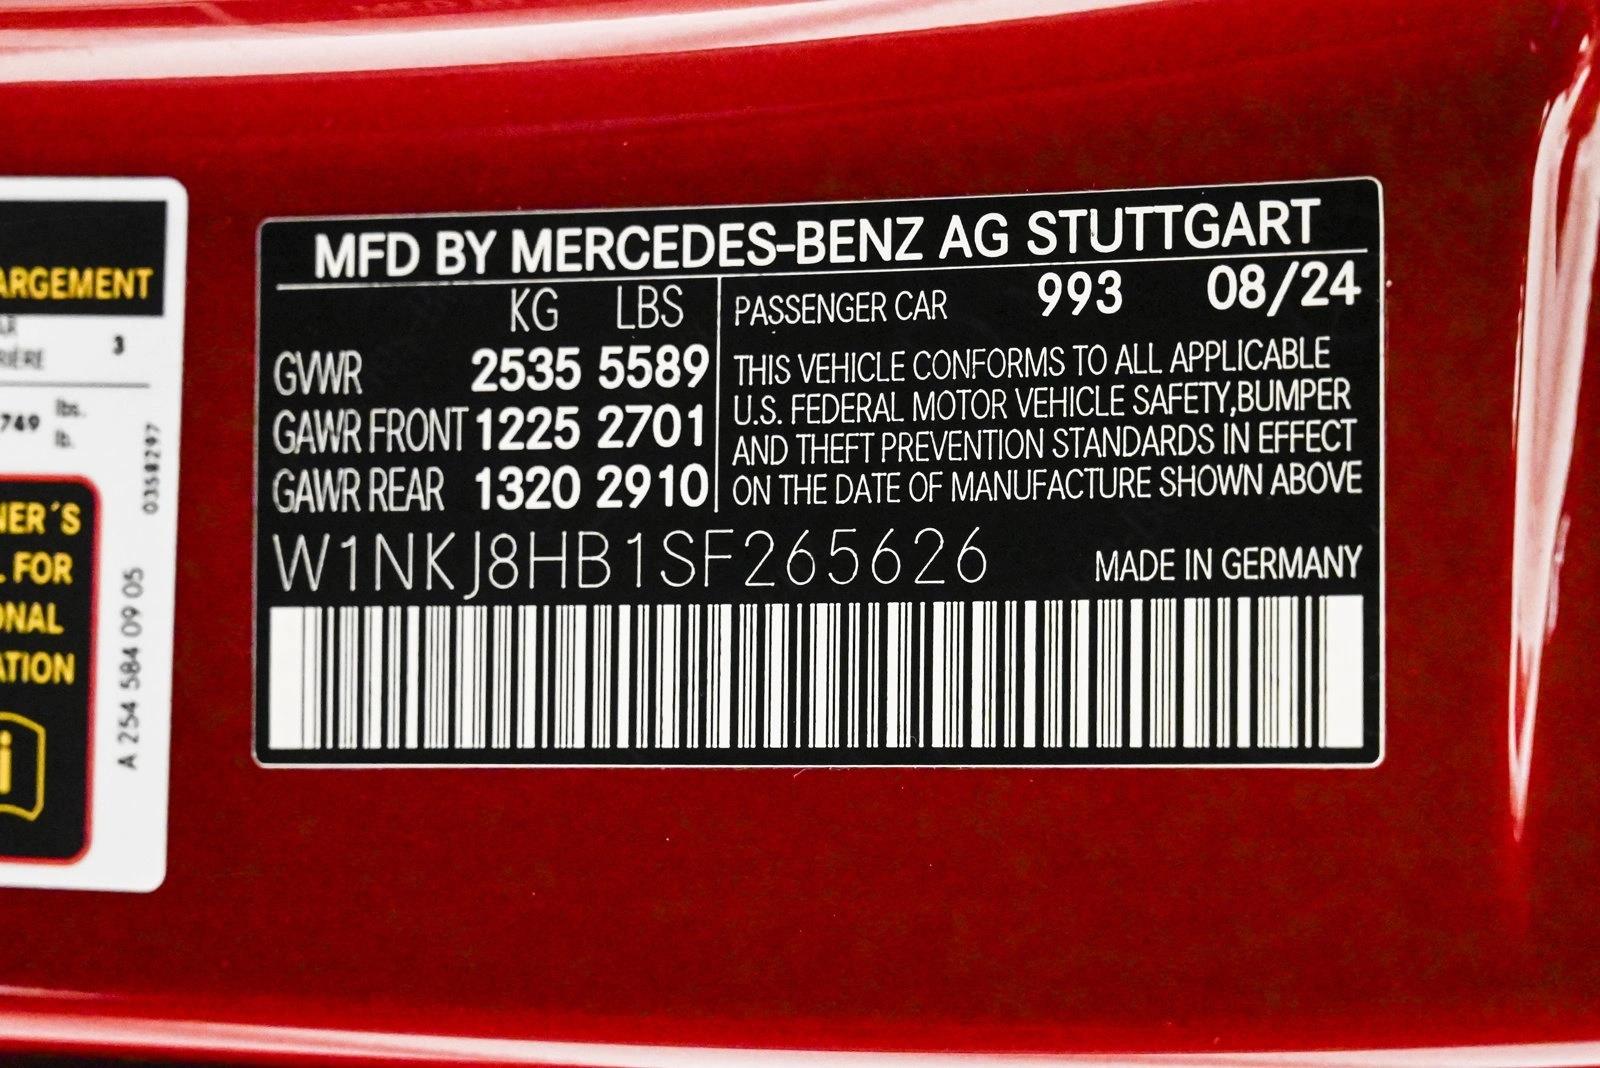 MFD BY MERCEDES-BENZ AG STUTTGART
KG LBS
GVWR 2535 5589
GAWR FRONT 1225 2701
GAWR REAR 1320 2910
PASSENGER CAR 993 08/24
THIS VEHICLE CONFORMS TO ALL APPLICABLE
U.S. FEDERAL MOTOR VEHICLE SAFETY,BUMPER
AND THEFT PREVENTION STANDARDS IN EFFECT
ON THE DATE OF MANUFACTURE SHOWN ABOVE
W1NKJ8HB1SF265626
MADE IN GERMANY
ARGEMENT
RIÈRE 3
749 lbs.
lb.
0358297
NER´S
L FOR
ONAL
ATION
i
A 254 584 09 05